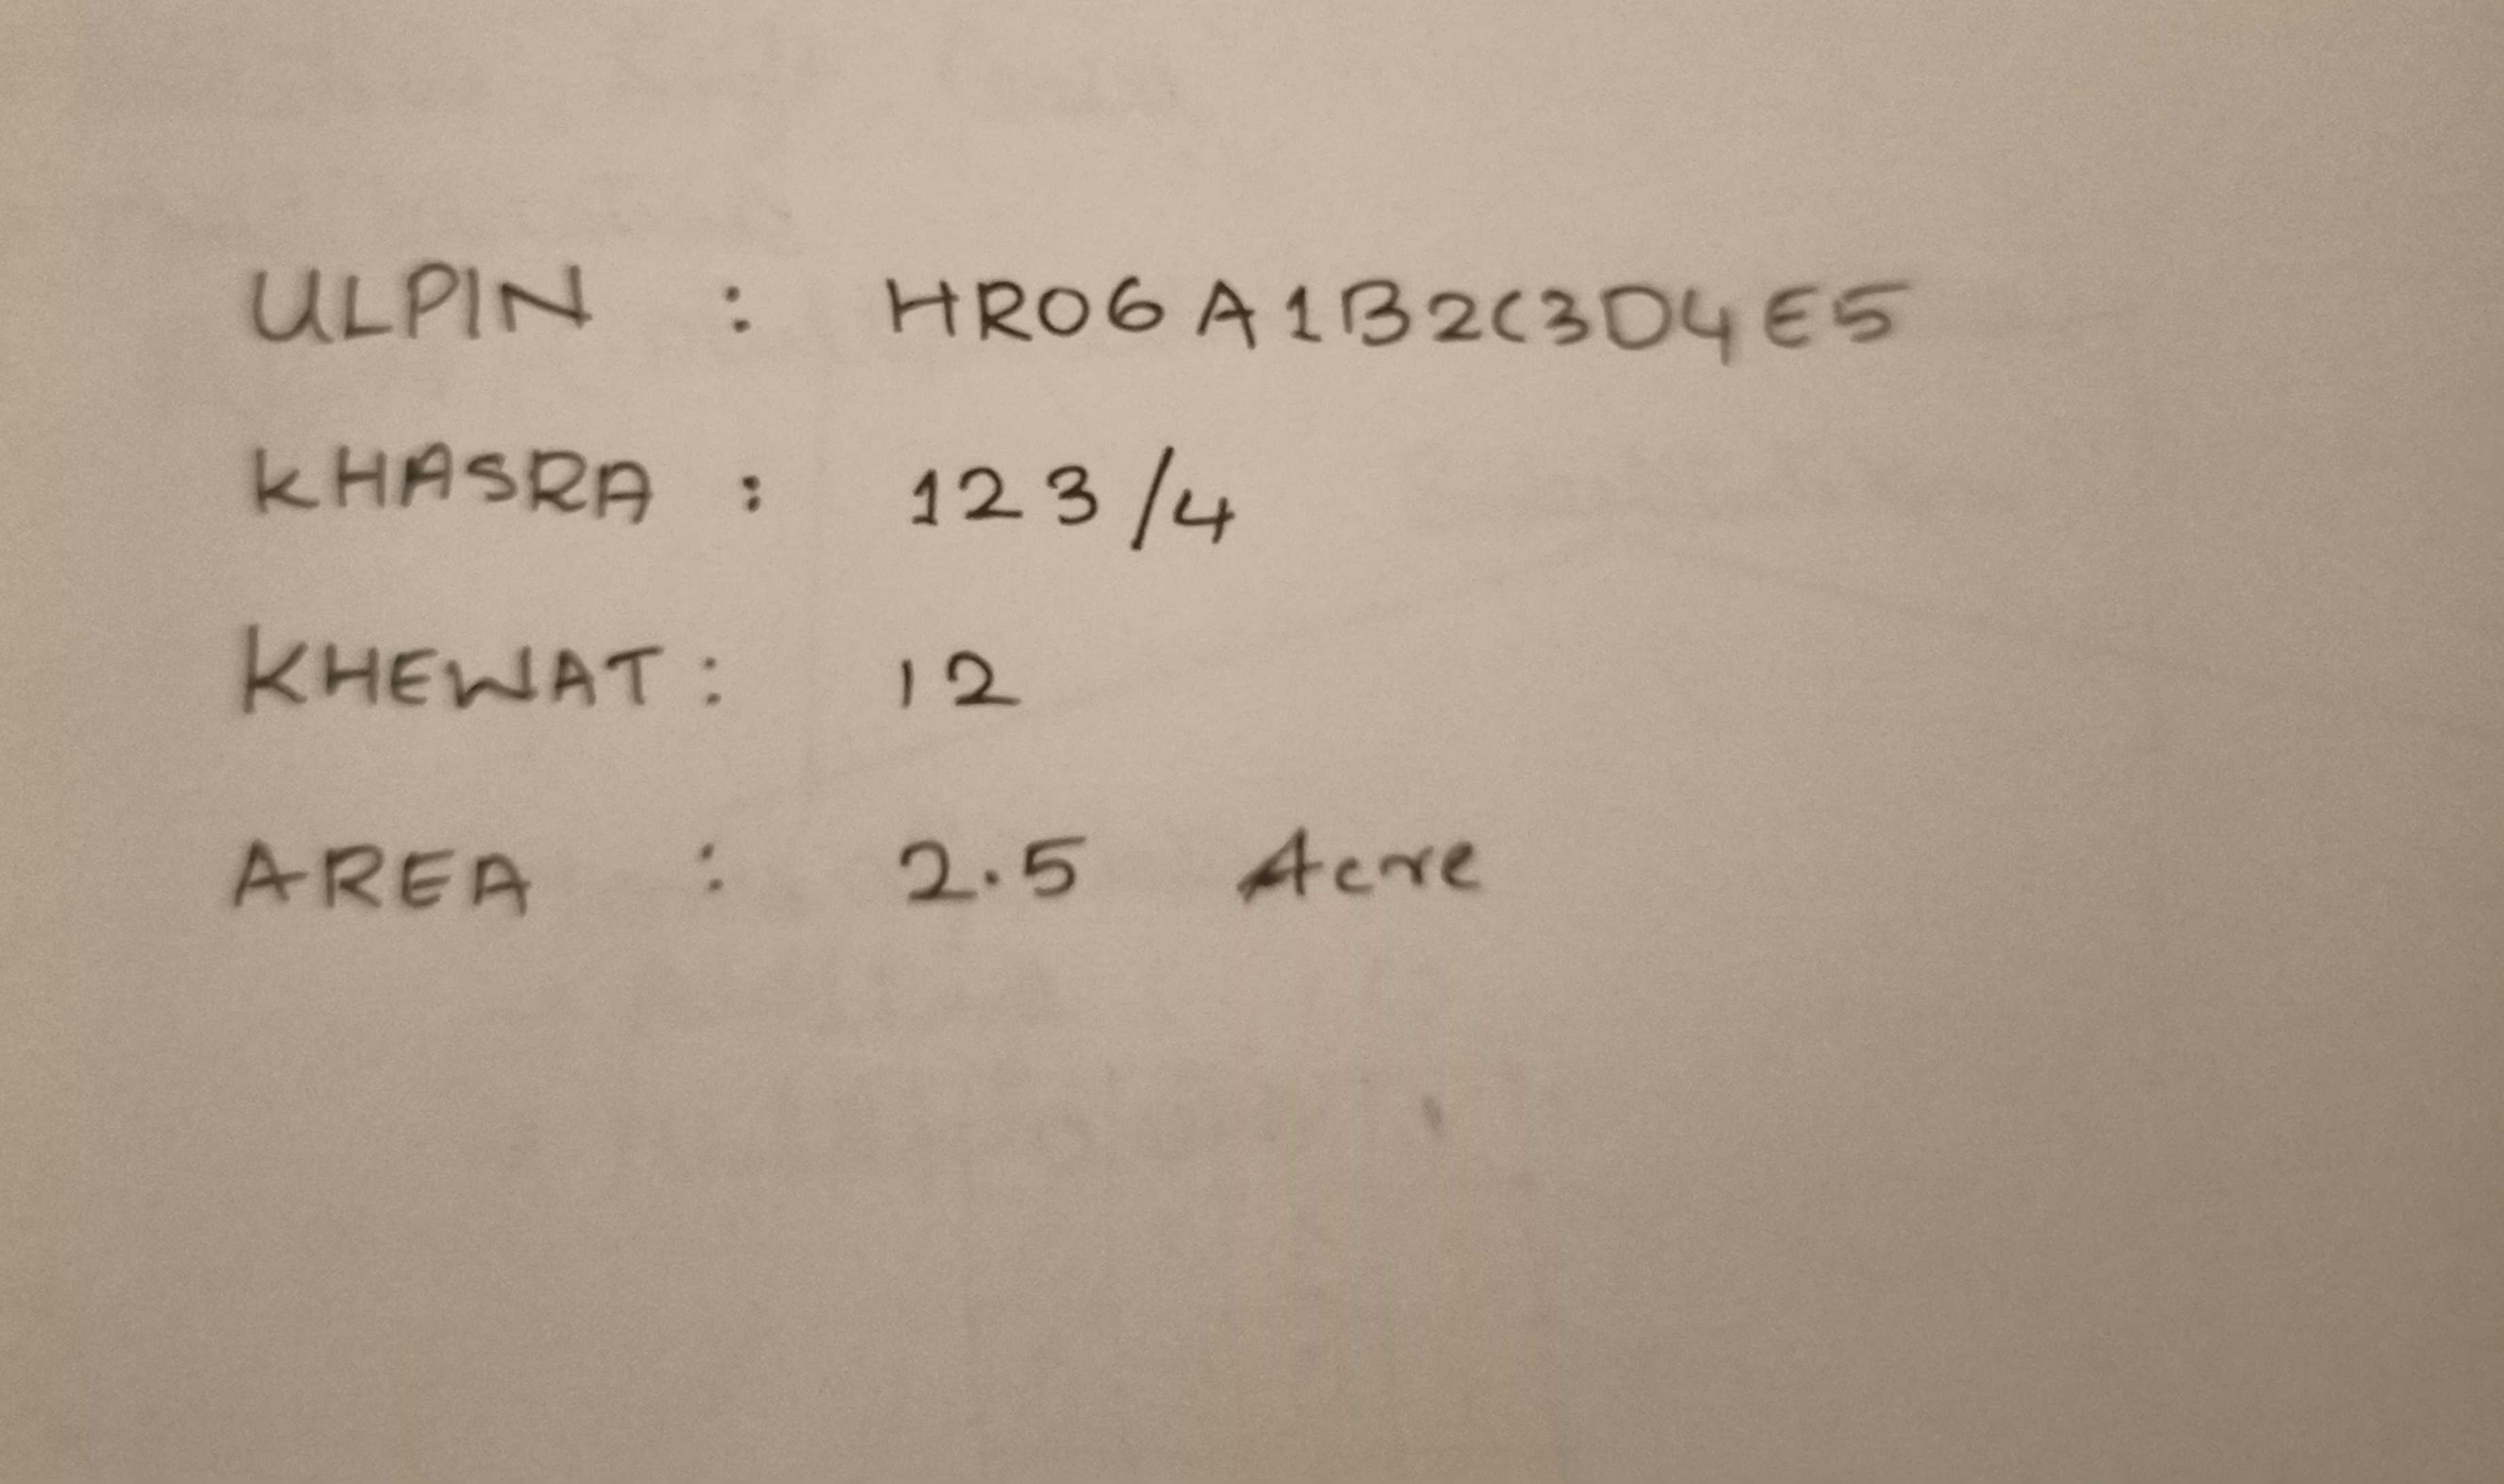 ULPIN : HR06A1B2C3D4E5
KHASRA : 123/4
KHEWAT : 12
AREA : 2.5 Acre